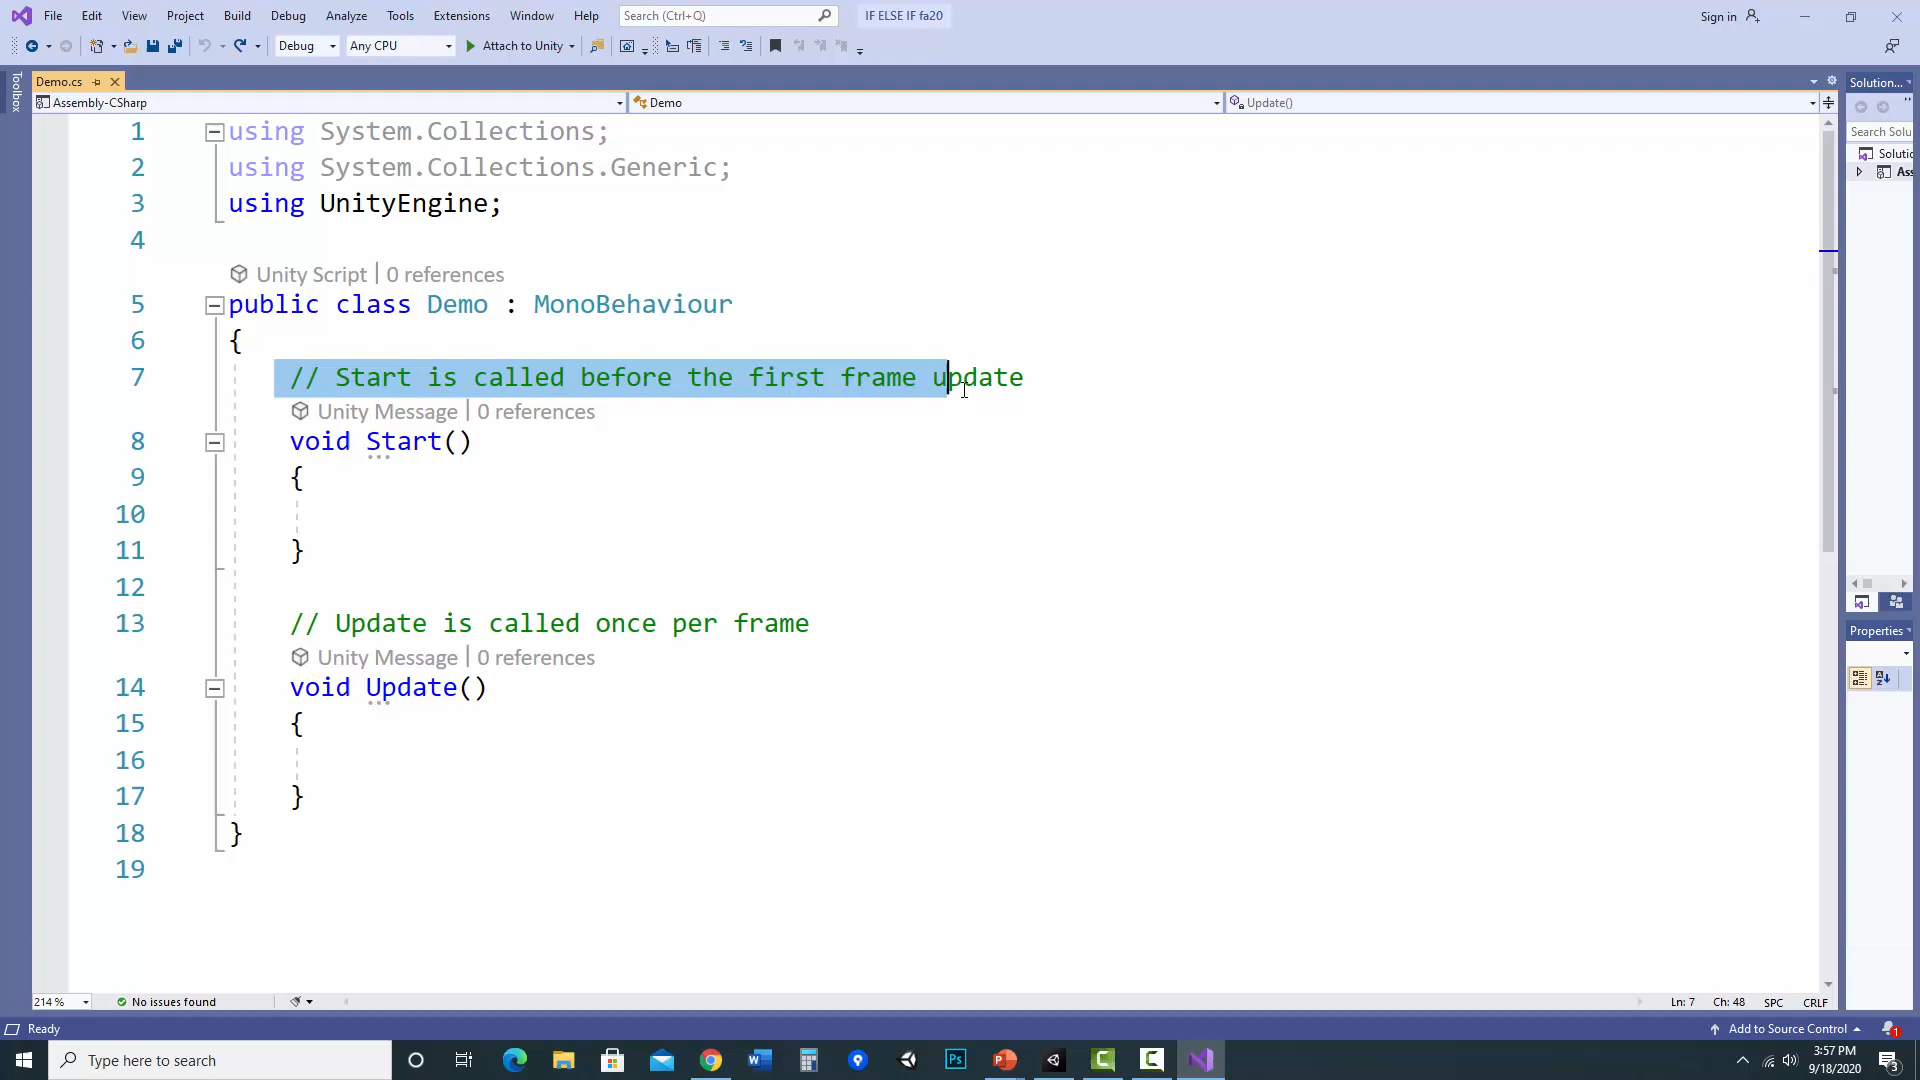 File Edit View Project Build Debug Analyze Tools Extensions Window Help Search (Ctrl+Q) IF ELSE IF fa20 Sign in
Debug Any CPU Attach to Unity
Toolbox
Demo.cs
Solution...
Assembly-CSharp Demo Update()
Search Solu
Solutic
Ass
1 using System.Collections;
2 using System.Collections.Generic;
3 using UnityEngine;
4
Unity Script | 0 references
5 public class Demo : MonoBehaviour
6 {
7 // Start is called before the first frame update
Unity Message | 0 references
8 void Start()
9 {
10
11 }
12
13 // Update is called once per frame
Unity Message | 0 references
14 void Update()
15 {
16
17 }
18 }
19
Properties
214 % No issues found Ln: 7 Ch: 48 SPC CRLF
Ready Add to Source Control 1
Type here to search
3:57 PM
9/18/2020
3